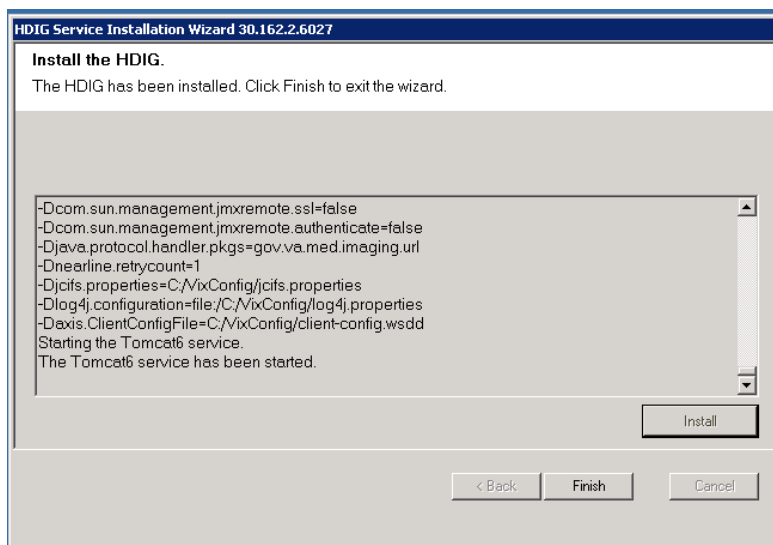 HDIG Service Installation Wizard 30.162.2.6027
Install the HDIG.
The HDIG has been installed. Click Finish to exit the wizard.
-Dcom.sun.management.jmxremote.ssl=false
-Dcom.sun.management.jmxremote.authenticate=false
-Djava.protocol.handler.pkgs=gov.va.med.imaging.url
-Dnearline.retrycount=1
-Djcifs.properties=C:/VixConfig/jcifs.properties
-Dlog4j.configuration=file:/C:/VixConfig/log4j.properties
-Daxis.ClientConfigFile=C:/VixConfig/client-config.wsdd
Starting the Tomcat6 service.
The Tomcat6 service has been started.
Install
< Back Finish Cancel